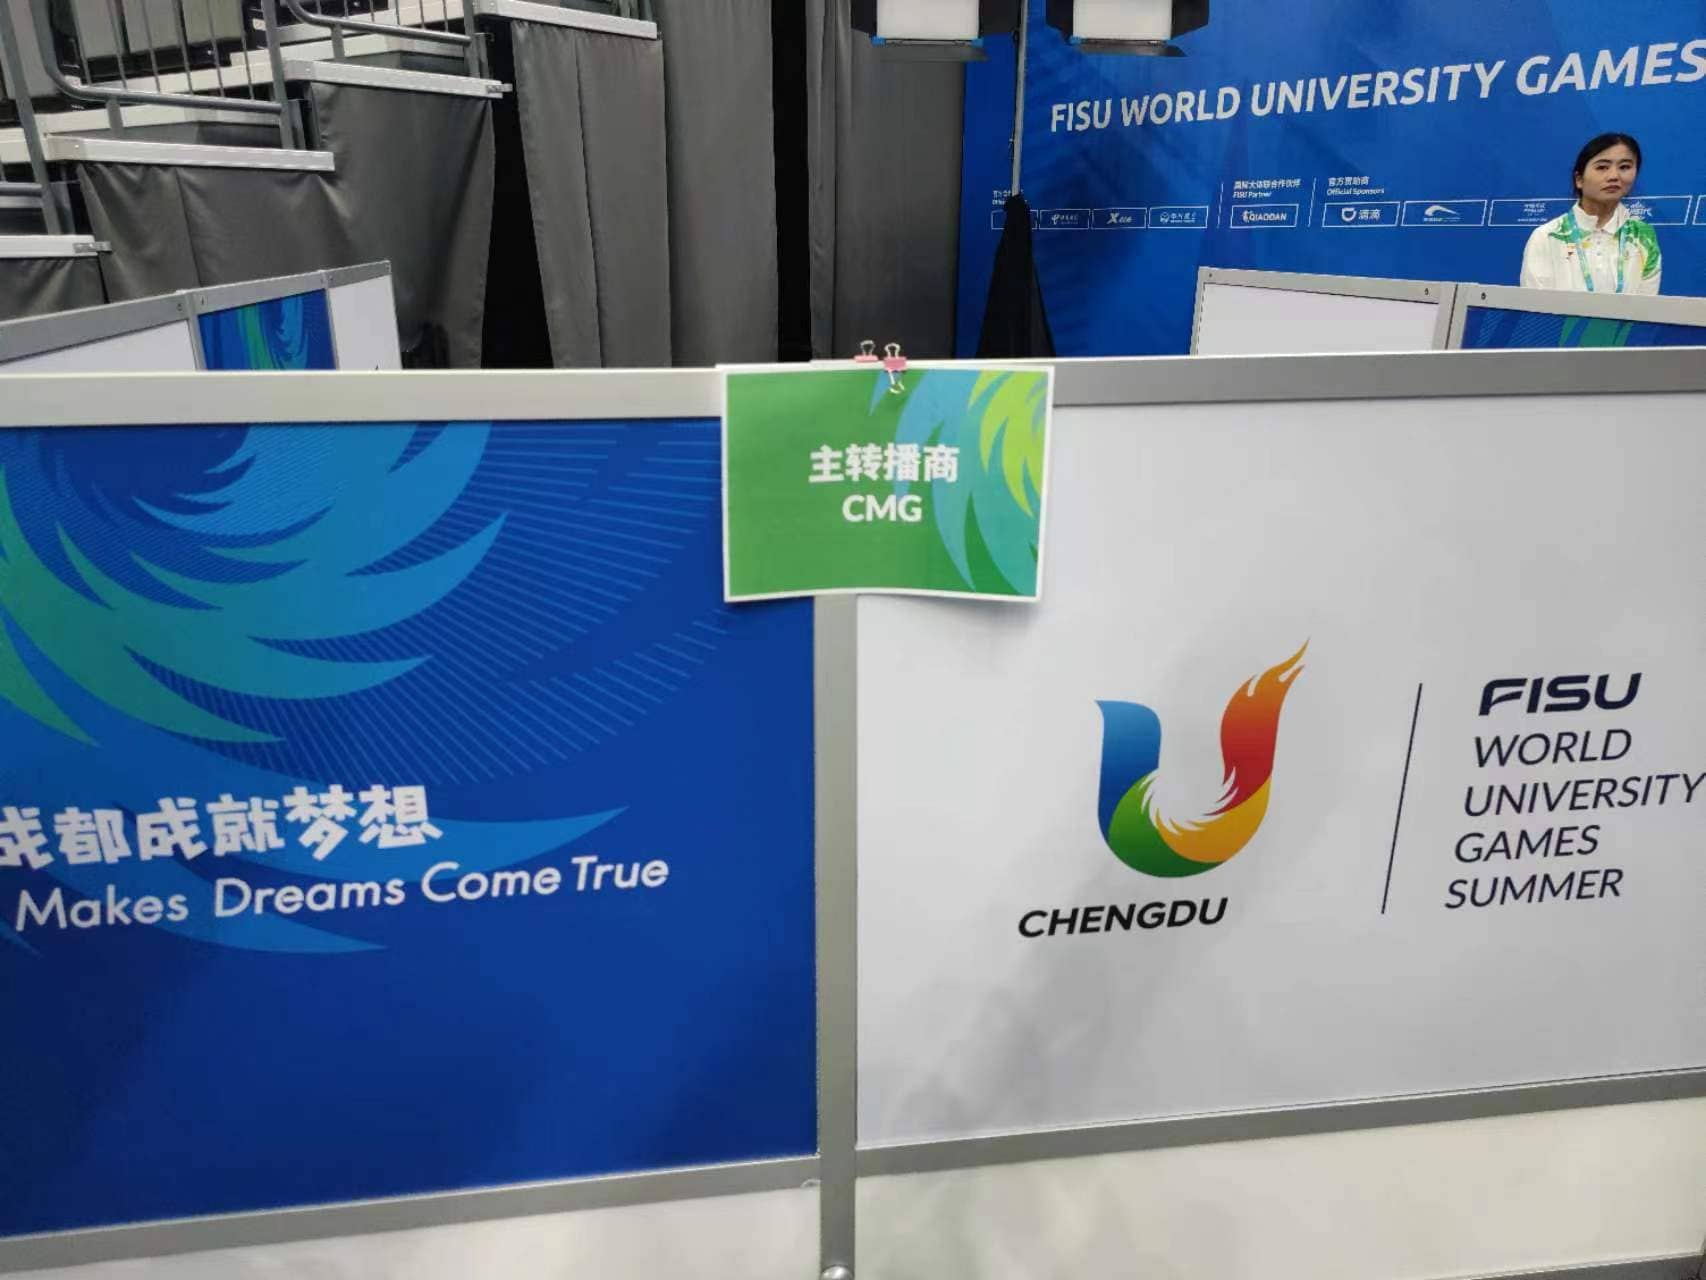 FISU WORLD UNIVERSITY GAMES
国际大体联合作伙伴
FISU Partner
官方赞助商
Official Sponsors
QIAODAN
滴滴
主转播商
CMG
成都成就梦想
Makes Dreams Come True
CHENGDU
FISU
WORLD
UNIVERSITY
GAMES
SUMMER